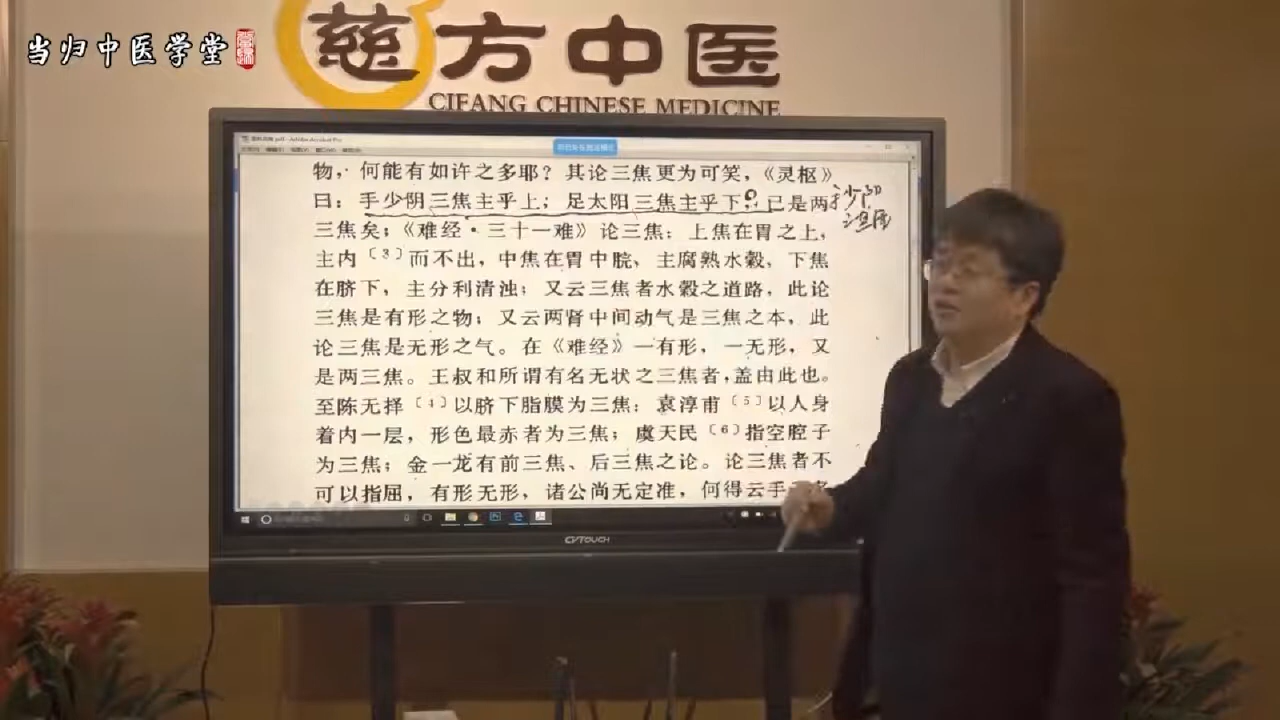 当归中医学堂
慈方中医
CIFANG CHINESE MEDICINE
物,何能有如许之多耶?其论三焦更为可笑,《灵枢》
曰:手少阴三焦主乎上;足太阳三焦主乎下,已是两
三焦矣;《难经·三十一难》论三焦:上焦在胃之上,
主内〔3〕而不出,中焦在胃中脘,主腐熟水穀,下焦
在脐下,主分利清浊;又云三焦者水穀之道路,此论
三焦是有形之物;又云两肾中间动气是三焦之本,此
论三焦是无形之气。在《难经》一有形,一无形,又
是两三焦。王叔和所谓有名无状之三焦者,盖由此也。
至陈无择〔4〕以脐下脂膜为三焦;袁淳甫〔5〕以人身
着内一层,形色最赤者为三焦;虞天民〔6〕指空腔子
为三焦;金一龙有前三焦、后三焦之论。论三焦者不
可以指屈,有形无形,诸公尚无定准,何得云手
CVTOUCH